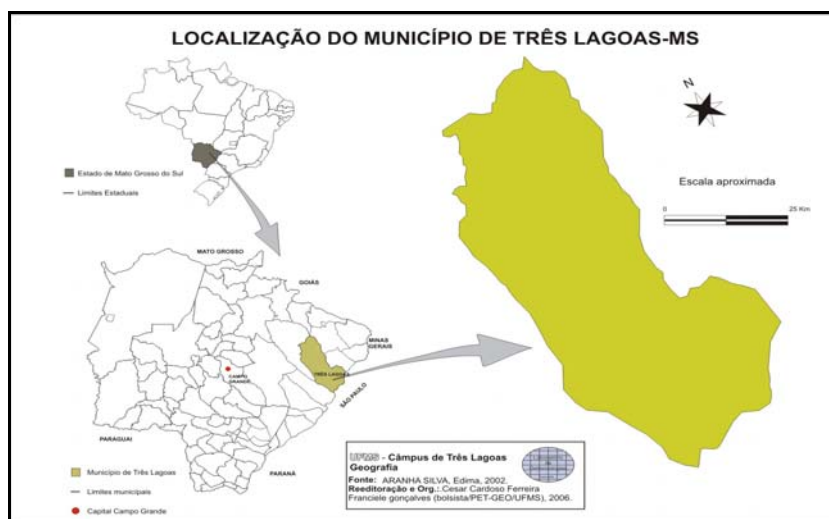 LOCALIZAÇÃO DO MUNICÍPIO DE TRÊS LAGOAS-MS
N
Estado de Mato Grosso do Sul
Limites Estaduais
Escala aproximada
0 25 Km
MATO GROSSO
GOIÁS
MINAS
GERAIS
TRÊS LAGOAS
CAMPO
GRANDE
SÃO PAULO
PARAGUAI
PARANÁ
Município de Três Lagoas
Limites municipais
Capital Campo Grande
UFMS - Câmpus de Três Lagoas
Geografia
Fonte: ARANHA SILVA, Edima, 2002.
Reeditoração e Org.:.Cesar Cardoso Ferreira
Franciele gonçalves (bolsista/PET-GEO/UFMS), 2006.